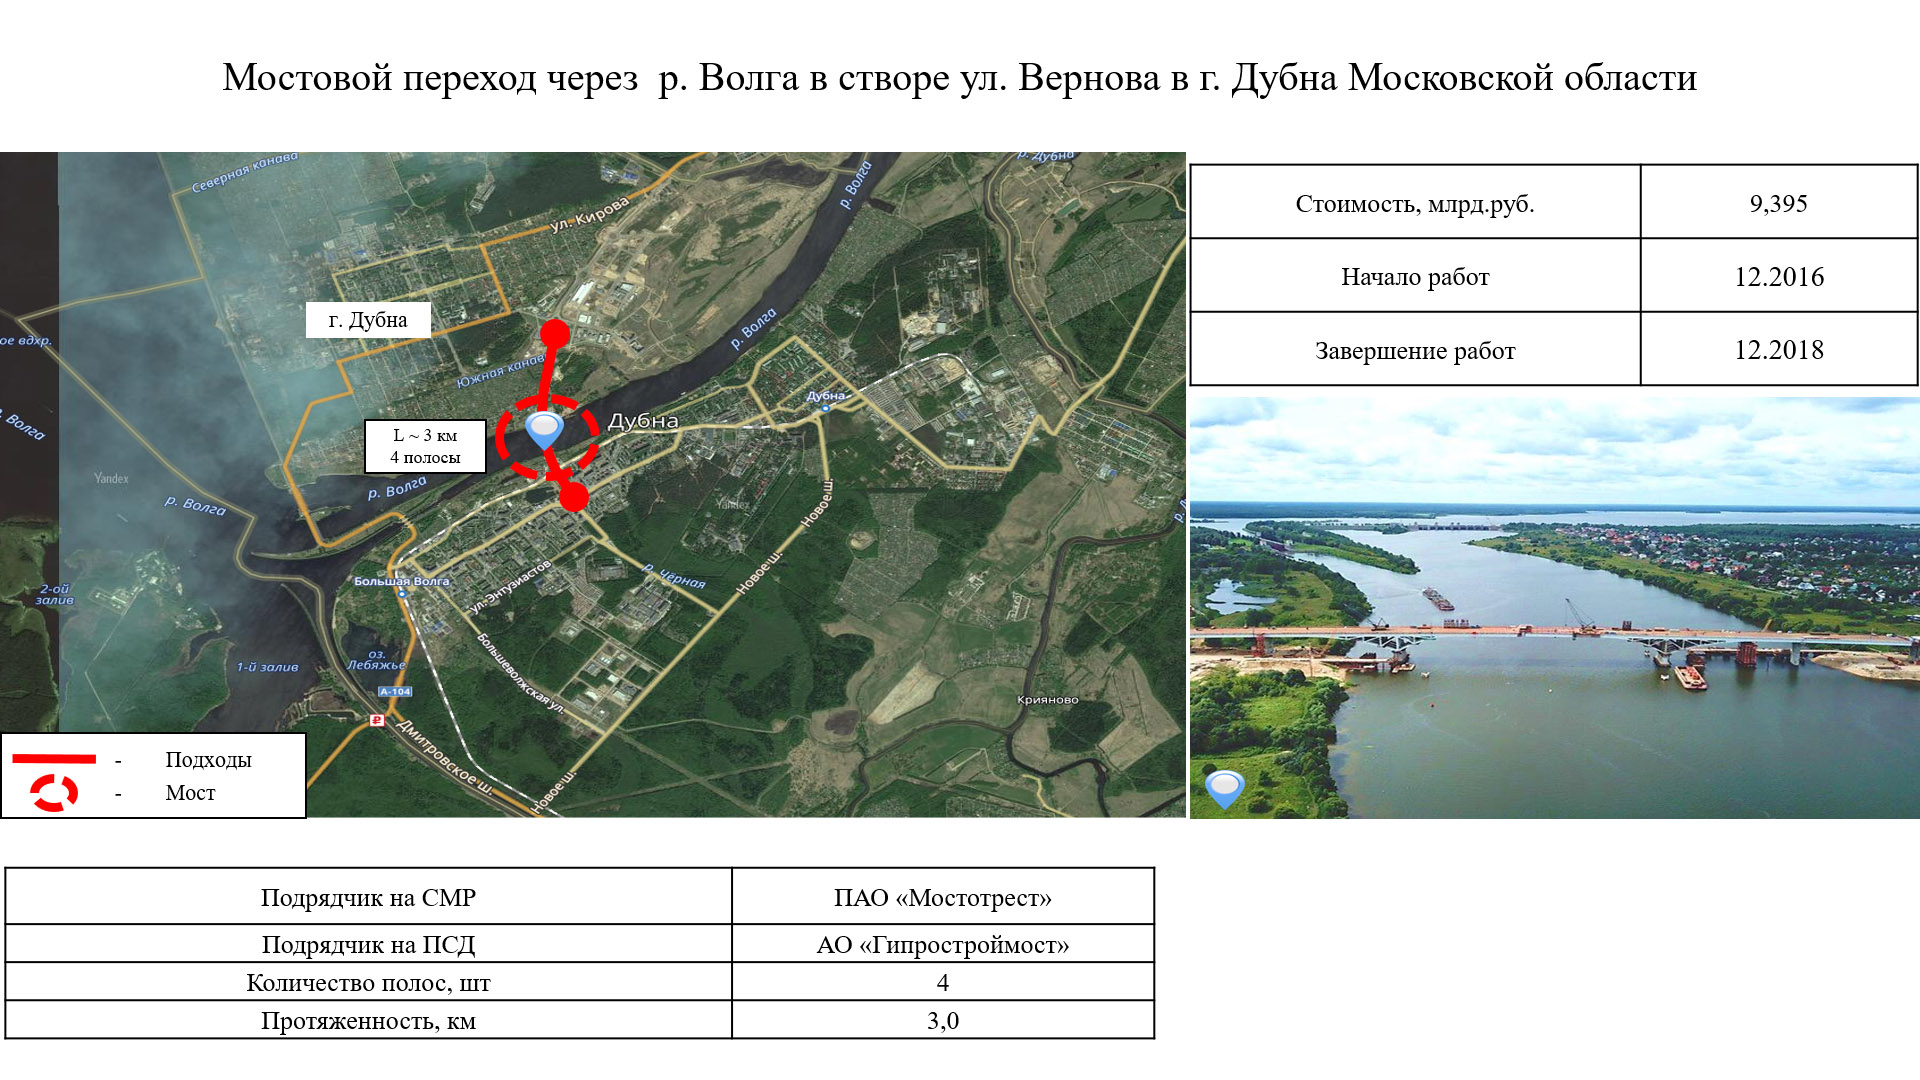 Мостовой переход через р. Волга в створе ул. Вернова в г. Дубна Московской области
Северная канава
ул. Кирова
р. Волга
р. Дубна
г. Дубна
Южная канав
р. Волга
Дубна
Дубна
L ~ 3 км
4 полосы
ое вдхр.
р. Волга
Yandex
р. Волга
р. Волга
Yandex
Новое ш.
Новое ш.
р. Чёрная
Большая Волга
ул. Энтузиастов
2-ой
залив
1-й залив
оз.
Лебяжье
А-104
Большеволжская ул.
Дмитровское ш.
Новое ш.
Крияново
- Подходы
- Мост
Стоимость, млрд.руб. 9,395
Начало работ 12.2016
Завершение работ 12.2018
Подрядчик на СМР ПАО «Мостотрест»
Подрядчик на ПСД АО «Гипростроймост»
Количество полос, шт 4
Протяженность, км 3,0